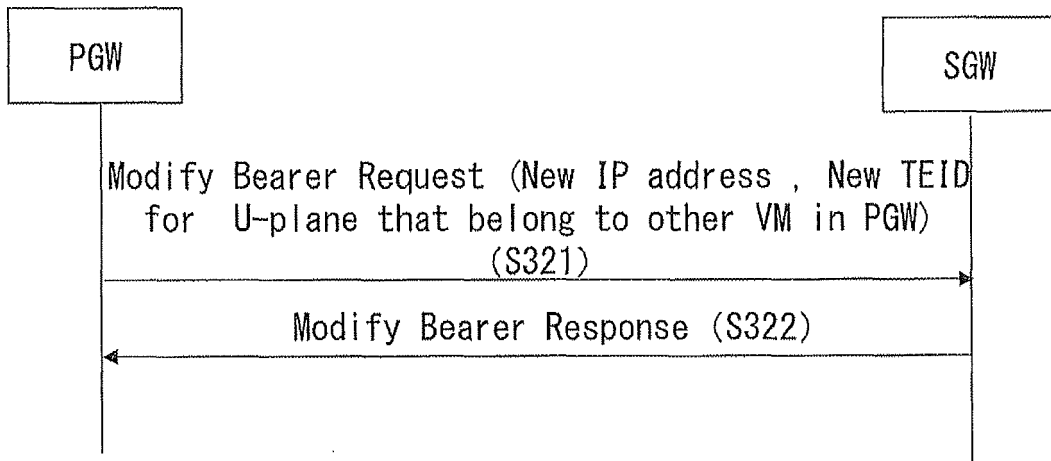 PGW
SGW
Modify Bearer Request (New IP address , New TEID
for U-plane that belong to other VM in PGW)
(S321)
Modify Bearer Response (S322)